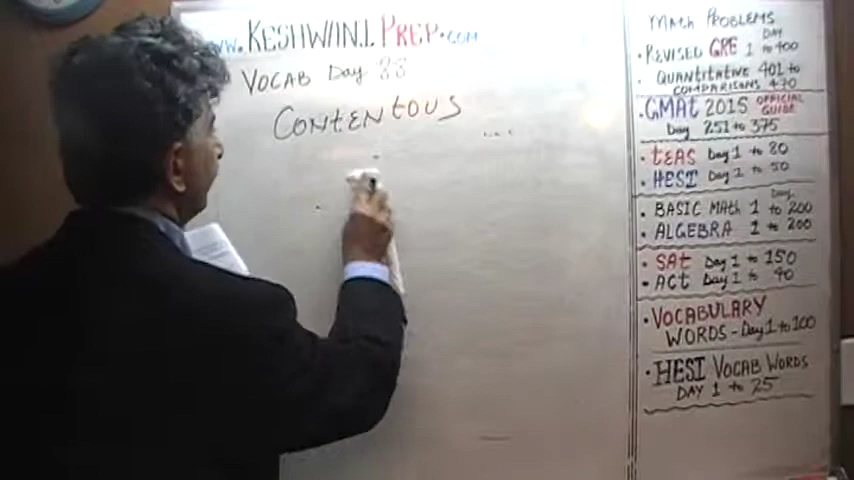 www.KESHWANI.PREP.COM
VOCAB Day 28
CONTENTOUS
Math PROBLEMS
• REVISED GRE DAY 1 to 400
• QUANTITATIVE COMPARISONS 401 to 470
• GMAT 2015 OFFICIAL GUIDE
Day 251 to 375
• TEAS Day 1 to 80
• HESI Day 1 to 50
Day
• BASIC Math 1 to 200
• ALGEBRA 1 to 200
• SAT Day 1 to 150
• ACT Day 1 to 90
• VOCABULARY
WORDS - Day 1 to 100
• HESI VOCAB WORDS
DAY 1 to 25